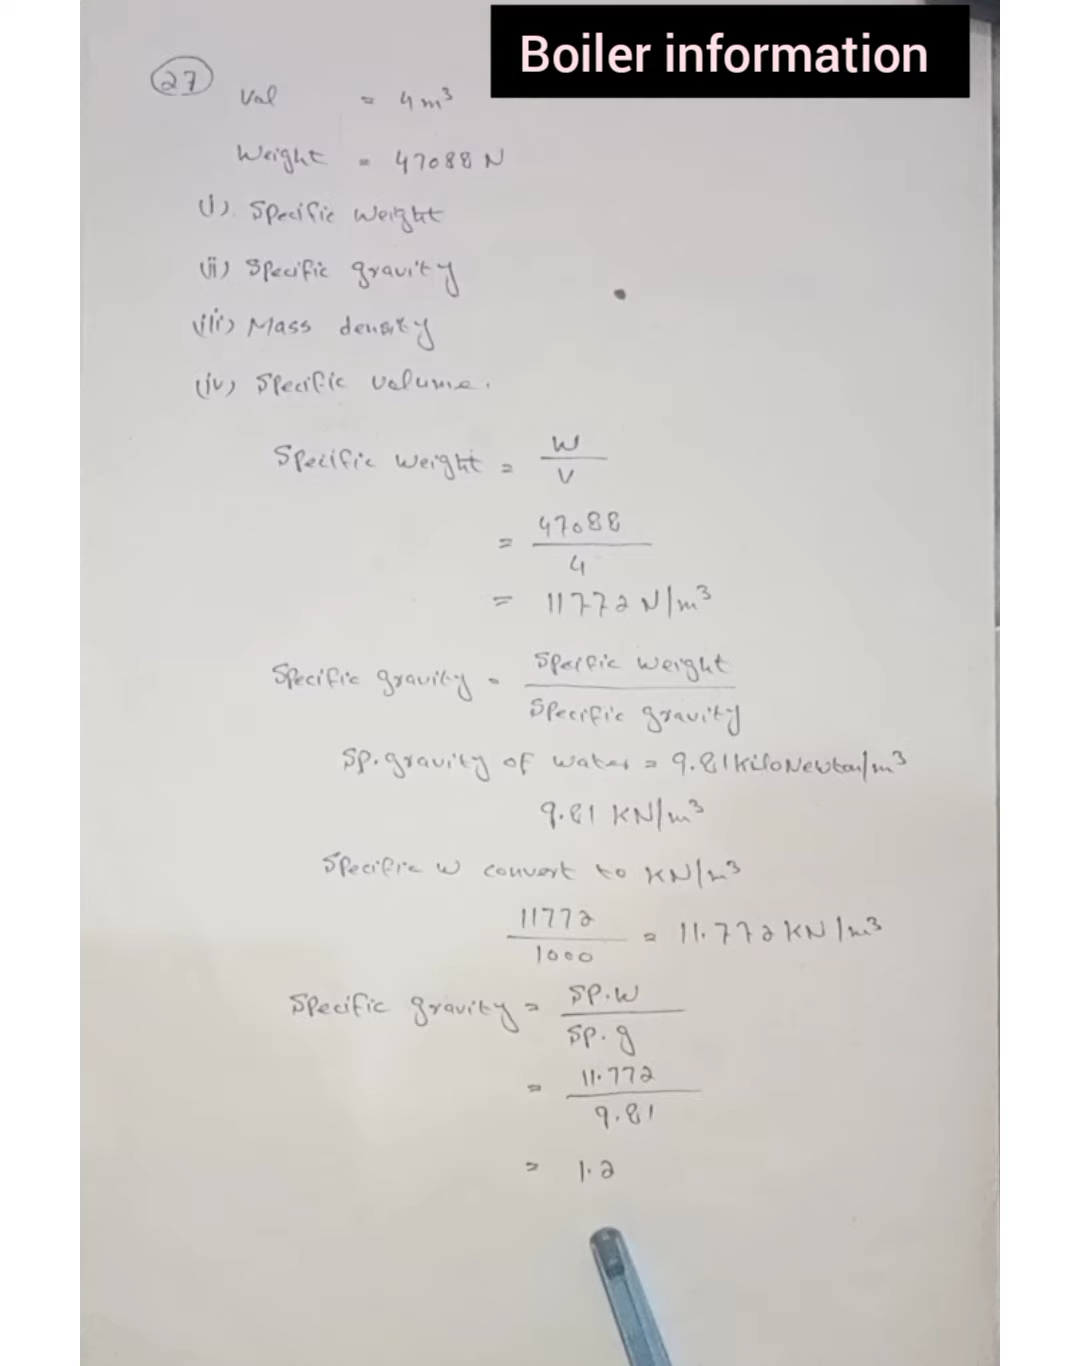 Boiler information
27
Val = 4 m³
Weight = 47088 N
(i) Specific Weight
(ii) Specific gravity
(iii) Mass density
(iv) Specific volume.
Specific weight = W
V
= 47088
4
= 11772 N/m³
Specific gravity = Specific weight
Specific gravity
SP. gravity of water = 9.81 KiloNewton/m³
9.81 KN/m³
Specific W convert to KN/m³
11772
1000
= 11.772 KN/m³
Specific gravity = SP.W
SP.g
= 11.772
9.81
= 1.2